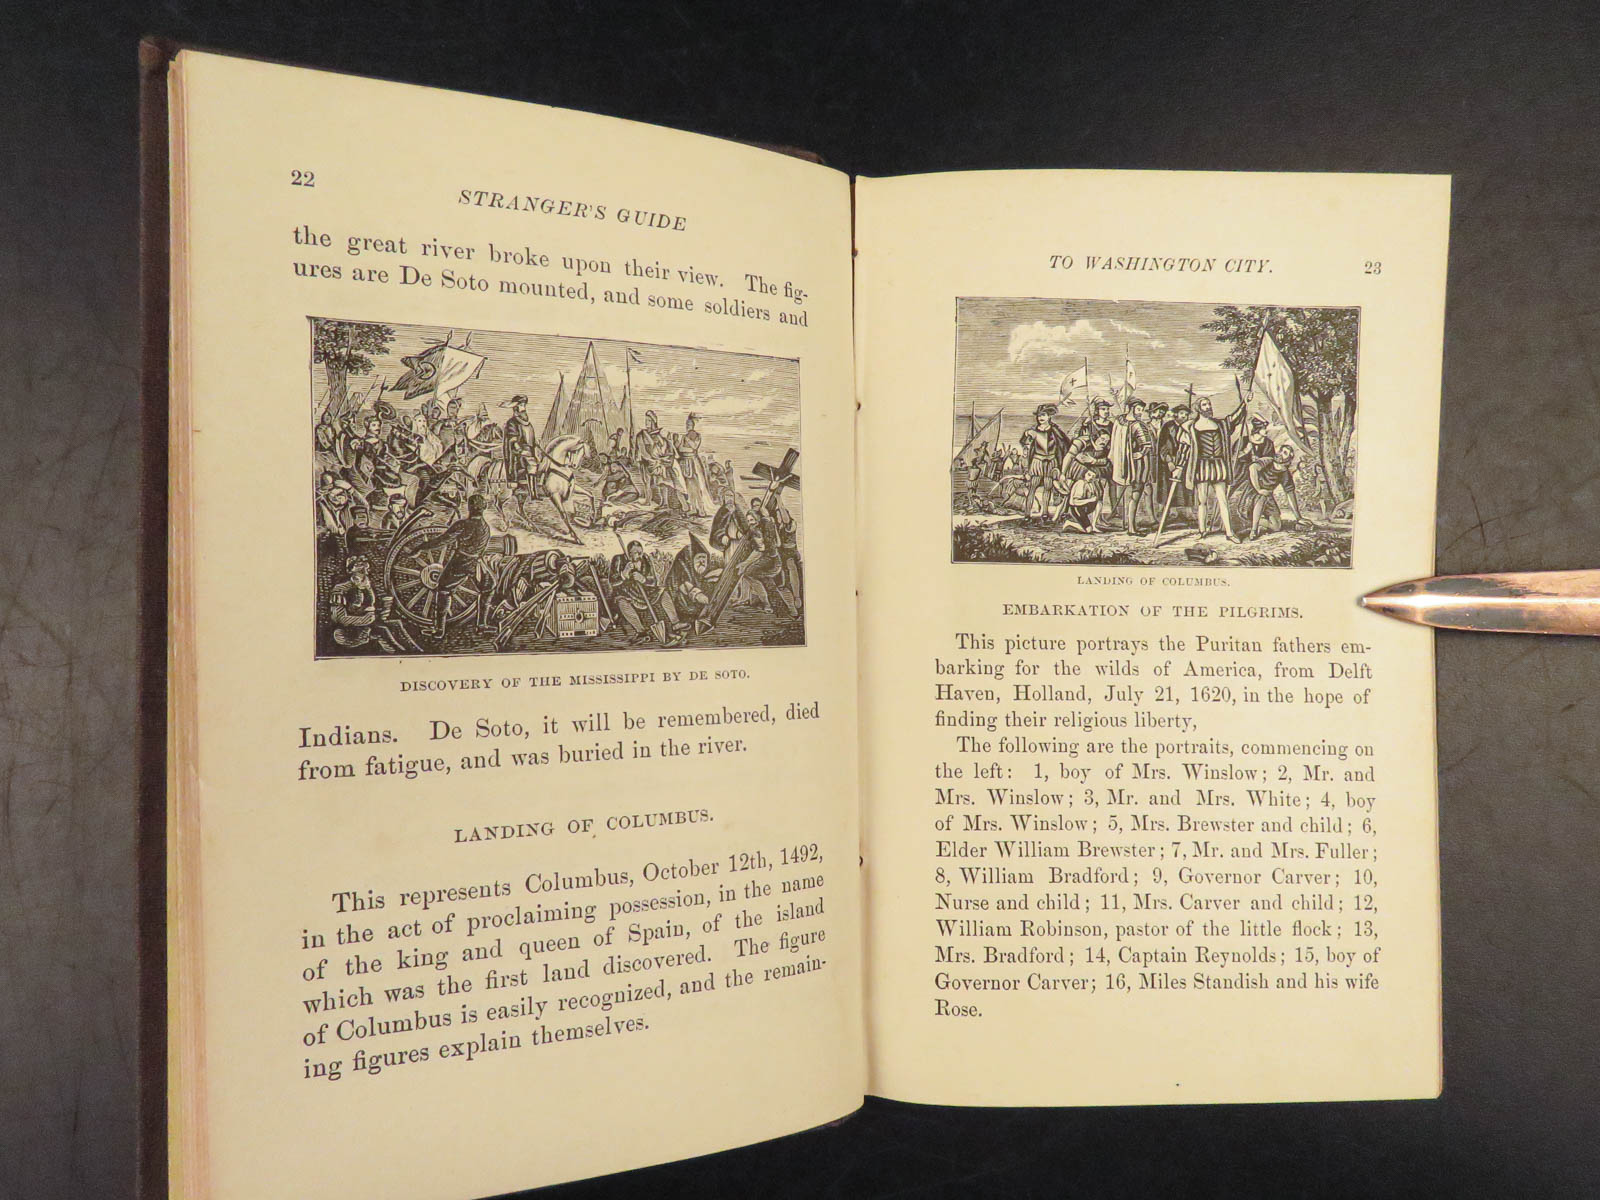 22
STRANGER'S GUIDE
the great river broke upon their view. The fig-
ures are De Soto mounted, and some soldiers and
DISCOVERY OF THE MISSISSIPPI BY DE SOTO.
Indians. De Soto, it will be remembered, died
from fatigue, and was buried in the river.
LANDING OF COLUMBUS.
This represents Columbus, October 12th, 1492,
in the act of proclaiming possession, in the name
of the king and queen of Spain, of the island
which was the first land discovered. The figure
of Columbus is easily recognized, and the remain-
ing figures explain themselves.
TO WASHINGTON CITY.
23
LANDING OF COLUMBUS.
EMBARKATION OF THE PILGRIMS.
This picture portrays the Puritan fathers em-
barking for the wilds of America, from Delft
Haven, Holland, July 21, 1620, in the hope of
finding their religious liberty,
The following are the portraits, commencing on
the left: 1, boy of Mrs. Winslow; 2, Mr. and
Mrs. Winslow; 3, Mr. and Mrs. White; 4, boy
of Mrs. Winslow; 5, Mrs. Brewster and child; 6,
Elder William Brewster; 7, Mr. and Mrs. Fuller;
8, William Bradford; 9, Governor Carver; 10,
Nurse and child; 11, Mrs. Carver and child; 12,
William Robinson, pastor of the little flock; 13,
Mrs. Bradford; 14, Captain Reynolds; 15, boy of
Governor Carver; 16, Miles Standish and his wife
Rose.